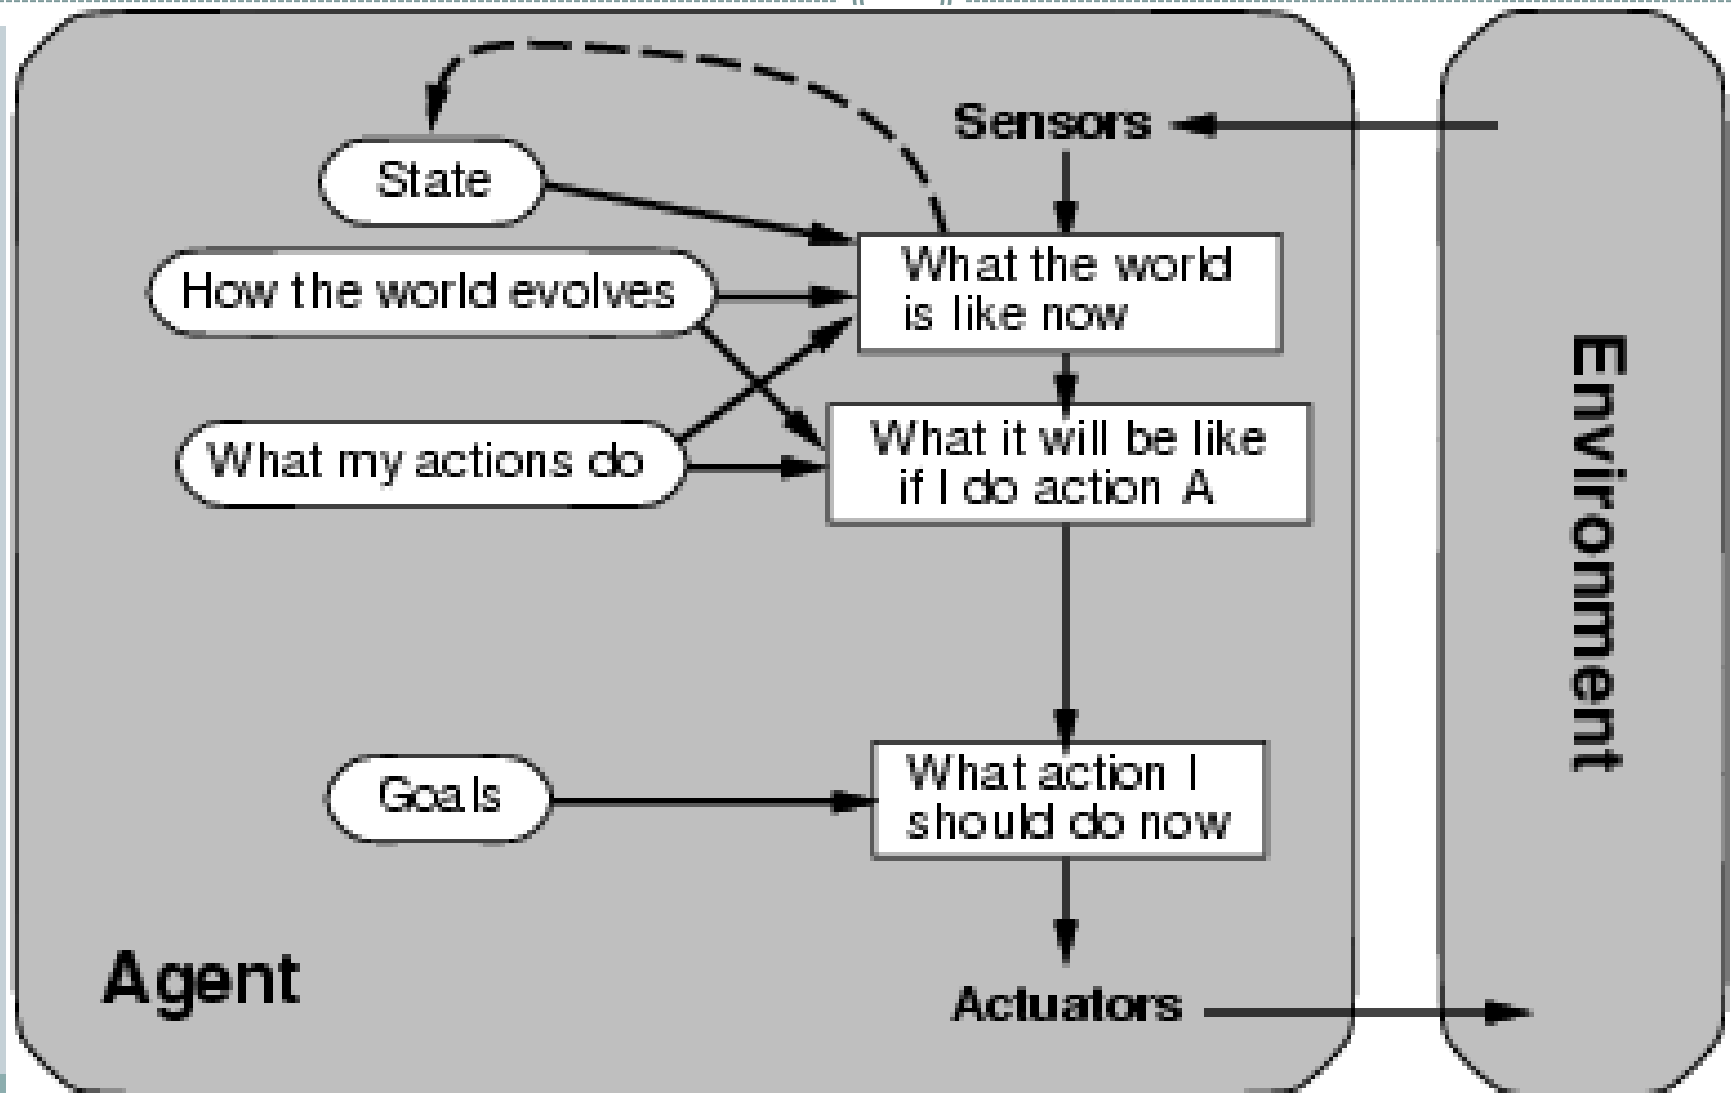 Sensors
State
What the world
is like now
How the world evolves
What it will be like
if I do action A
What my actions do
Environment
What action I
should do now
Goals
Agent
Actuators